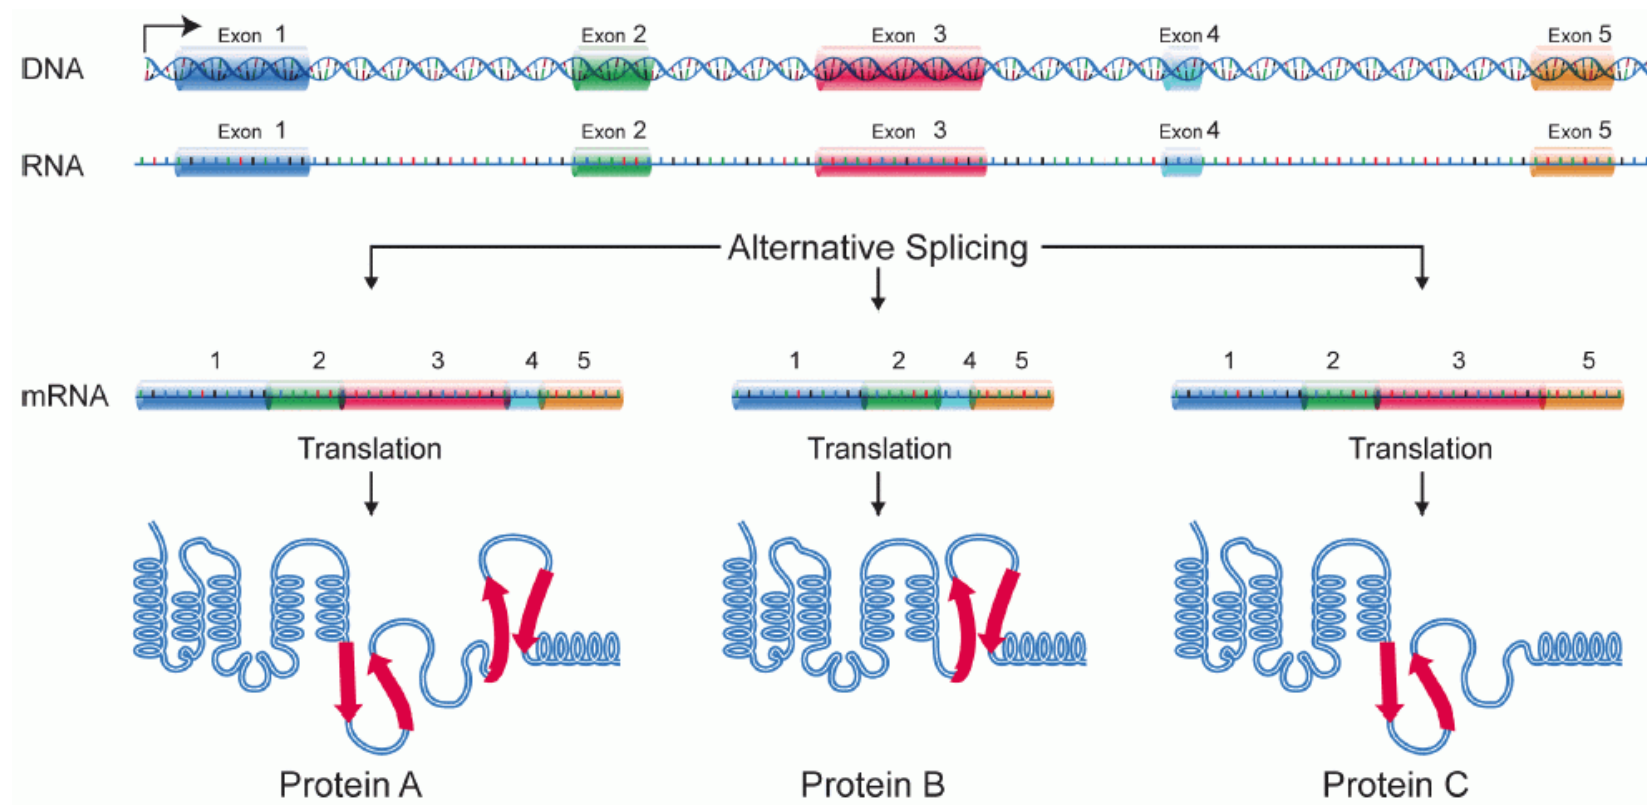 Exon 1 Exon 2 Exon 3 Exon 4 Exon 5
DNA
Exon 1 Exon 2 Exon 3 Exon 4 Exon 5
RNA
Alternative Splicing
1 2 3 4 5 1 2 4 5 1 2 3 5
mRNA
Translation Translation Translation
Protein A Protein B Protein C